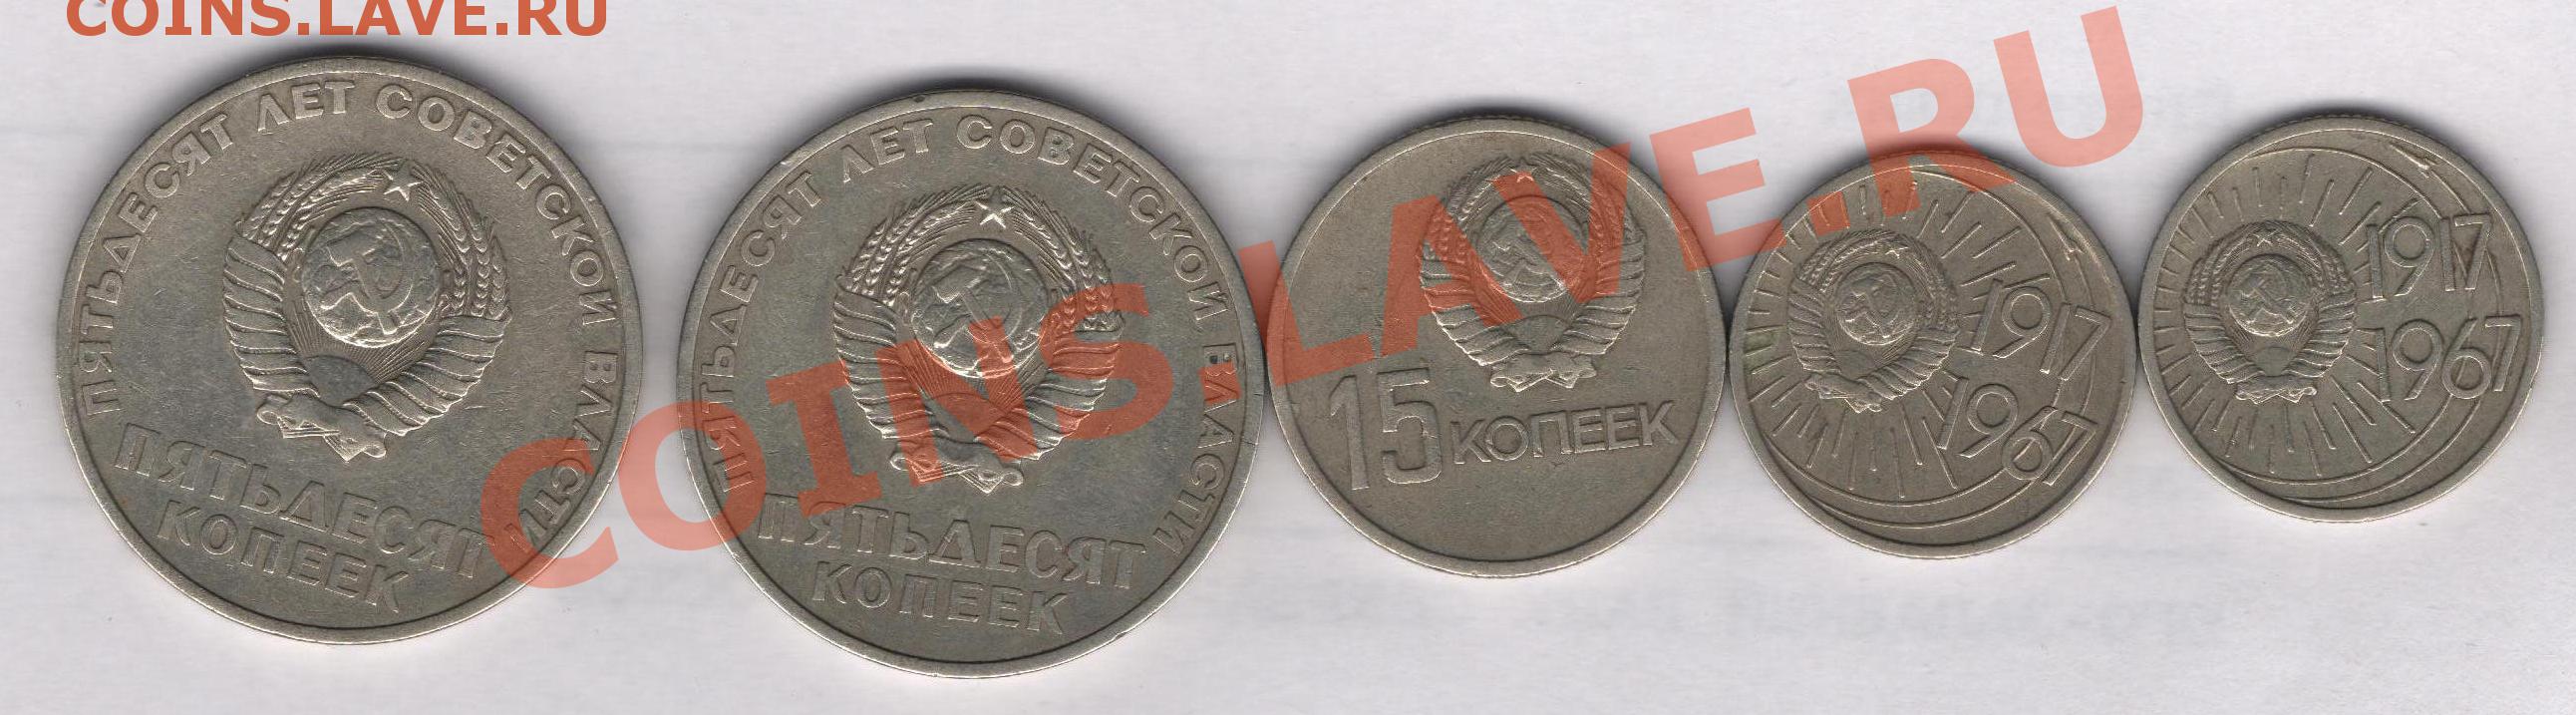 COINS.LAVE.RU
ПЯТЬДЕСЯТ ЛЕТ СОВЕТСКОЙ ВЛАСТИ
ПЯТЬДЕСЯТ
КОПЕЕК
ПЯТЬДЕСЯТ ЛЕТ СОВЕТСКОЙ ВЛАСТИ
ПЯТЬДЕСЯТ
КОПЕЕК
15 КОПЕЕК
1917
1967
1917
1967
COINS.LAVE.RU